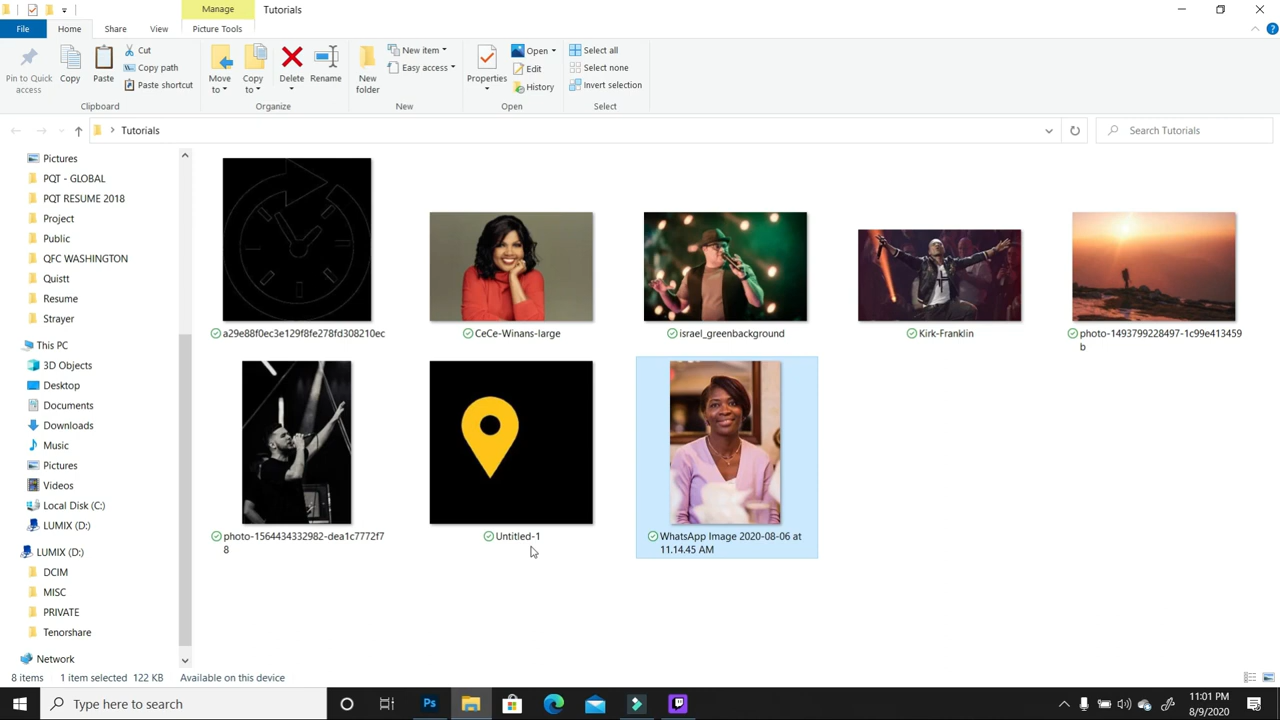 Manage
Tutorials
File
Home
Share
View
Picture Tools
Pin to Quick
access
Copy
Paste
Cut
Copy path
Paste shortcut
Clipboard
Move
to
Copy
to
Delete
Rename
Organize
New
folder
New item
Easy access
New
Properties
Open
Edit
History
Open
Select all
Select none
Invert selection
Select
Tutorials
Search Tutorials
Pictures
PQT - GLOBAL
PQT RESUME 2018
Project
Public
QFC WASHINGTON
Quistt
Resume
Strayer
This PC
3D Objects
Desktop
Documents
Downloads
Music
Pictures
Videos
Local Disk (C:)
LUMIX (D:)
LUMIX (D:)
DCIM
MISC
PRIVATE
Tenorshare
Network
a29e88f0ec3e129f8fe278fd308210ec
CeCe-Winans-large
israel_greenbackground
Kirk-Franklin
photo-1493799228497-1c99e413459
b
photo-1564434332982-dea1c7772f7
8
Untitled-1
WhatsApp Image 2020-08-06 at
11.14.45 AM
8 items
1 item selected 122 KB
Available on this device
Type here to search
Ps
11:01 PM
8/9/2020